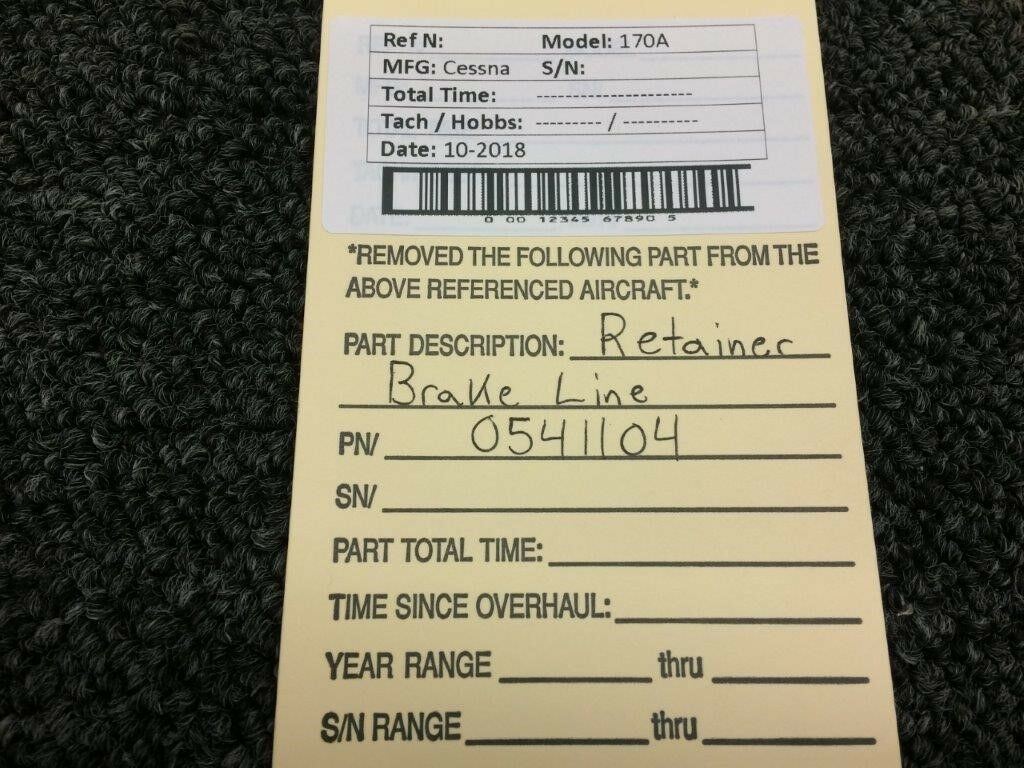 Ref N: Model: 170A
MFG: Cessna S/N:
Total Time: --------------------
Tach / Hobbs: --------- / ----------
Date: 10-2018
0 00 12345 67890 5
*REMOVED THE FOLLOWING PART FROM THE
ABOVE REFERENCED AIRCRAFT.*
PART DESCRIPTION: Retainer
Brake Line
PN/ 0541104
SN/
PART TOTAL TIME:
TIME SINCE OVERHAUL:
YEAR RANGE thru
S/N RANGE thru